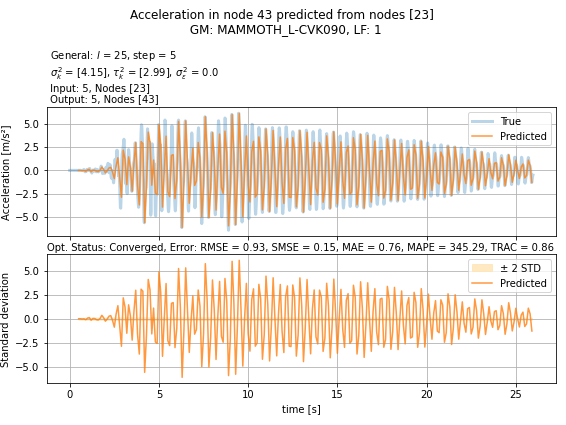 Acceleration in node 43 predicted from nodes [23]
GM: MAMMOTH_L-CVK090, LF: 1
General: l = 25, step = 5
σ²ₖ = [4.15], τ²ₖ = [2.99], σ²ε = 0.0
Input: 5, Nodes [23]
Output: 5, Nodes [43]
Acceleration [m/s²]
5.0
2.5
0.0
−2.5
−5.0
True
Predicted
Opt. Status: Converged, Error: RMSE = 0.93, SMSE = 0.15, MAE = 0.76, MAPE = 345.29, TRAC = 0.86
Standard deviation
5.0
2.5
0.0
−2.5
−5.0
± 2 STD
Predicted
0 5 10 15 20 25
time [s]